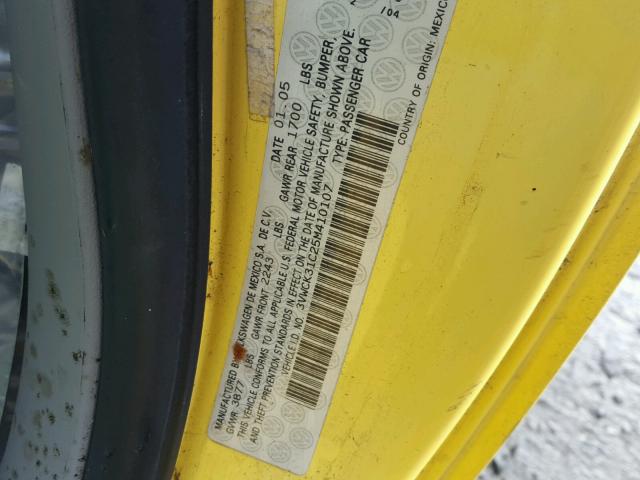 MANUFACTURED BY VOLKSWAGEN DE MEXICO S.A. DE C.V. DATE 01.05
GVWR 3877 LBS GAWR FRONT 2243 LBS GAWR REAR 1700 LBS
THIS VEHICLE CONFORMS TO ALL APPLICABLE U.S. FEDERAL MOTOR VEHICLE SAFETY, BUMPER,
AND THEFT PREVENTION STANDARDS IN EFFECT ON THE DATE OF MANUFACTURE SHOWN ABOVE.
VEHICLE I.D. NO.: 3VWCK31C25M410107 TYPE: PASSENGER CAR
COUNTRY OF ORIGIN: MEXICO
104